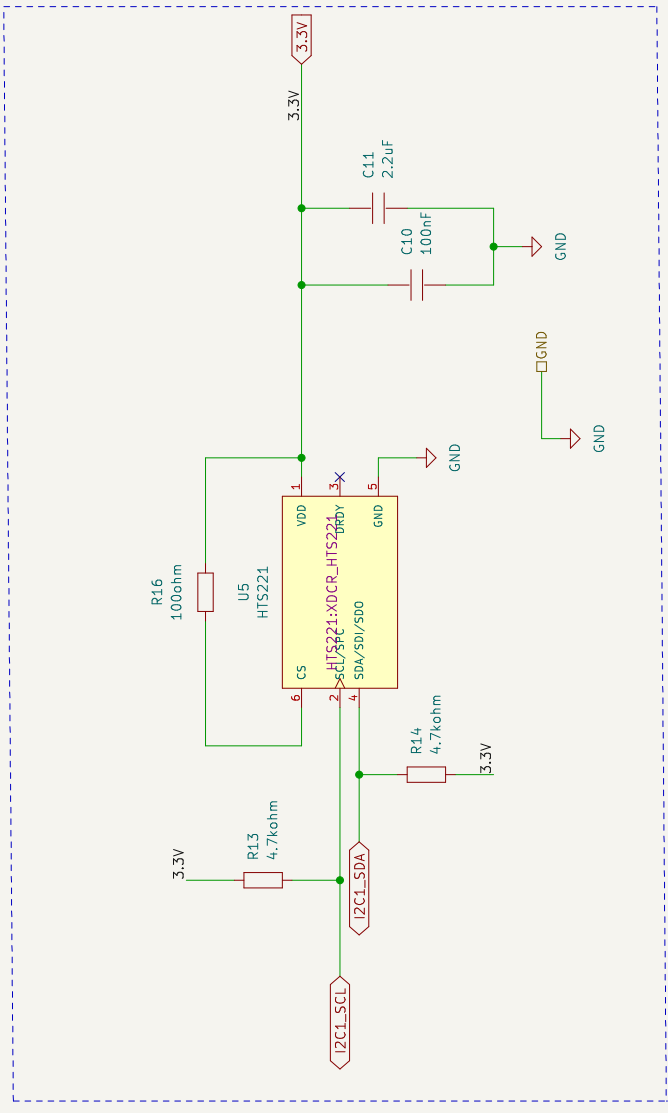 3.3V
3.3V
C11
2.2uF
C10
100nF
GND
GND
GND
GND
1
3
5
VDD
DRDY
GND
R16
100ohm
U5
HTS221
HTS221:XDCR_HTS221
CS
SCL/SPC
SDA/SDI/SDO
6
2
4
R14
4.7kohm
3.3V
R13
4.7kohm
3.3V
I2C1_SDA
I2C1_SCL